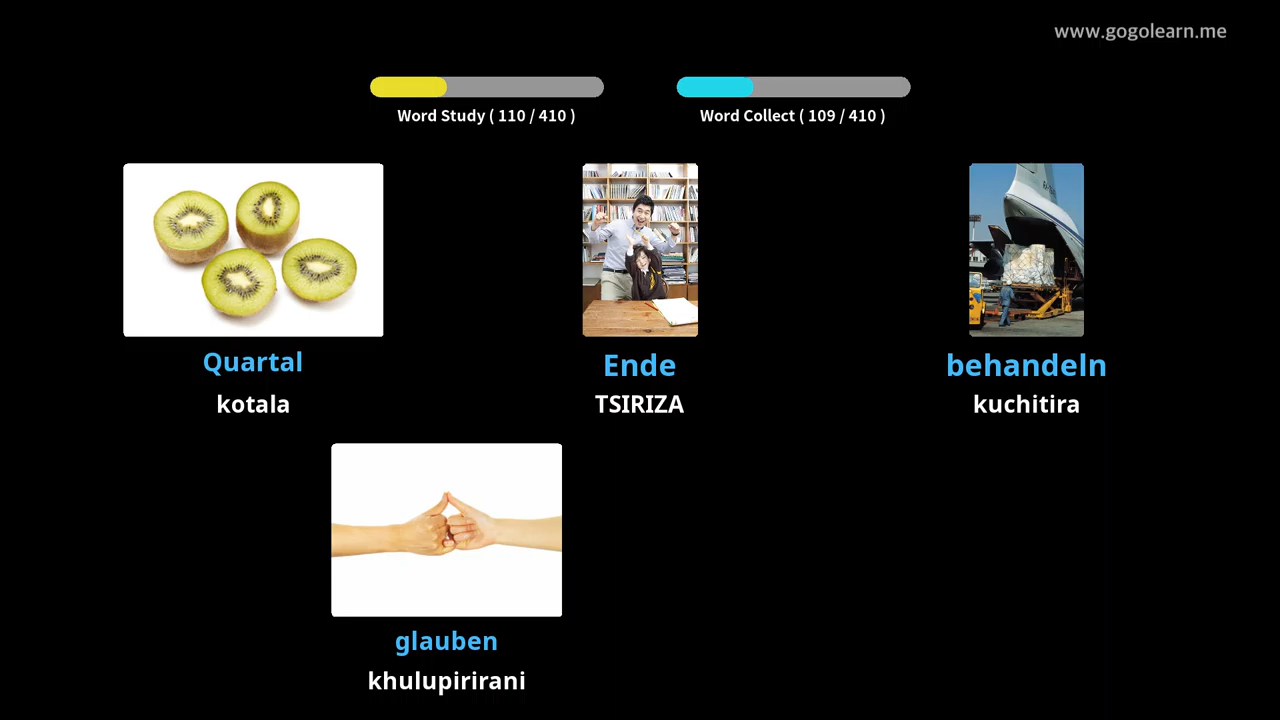 www.gogolearn.me
Word Study ( 110 / 410 )
Word Collect ( 109 / 410 )
Quartal
kotala
Ende
TSIRIZA
behandeln
kuchitira
glauben
khulupirirani